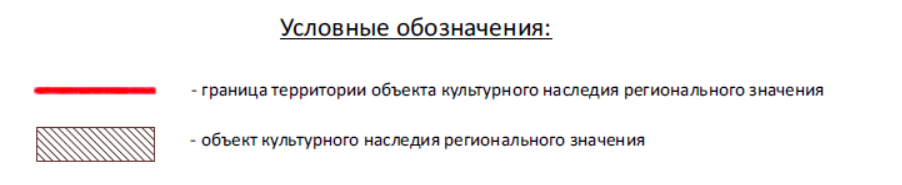 Условные обозначения:
- граница территории объекта культурного наследия регионального значения
- объект культурного наследия регионального значения